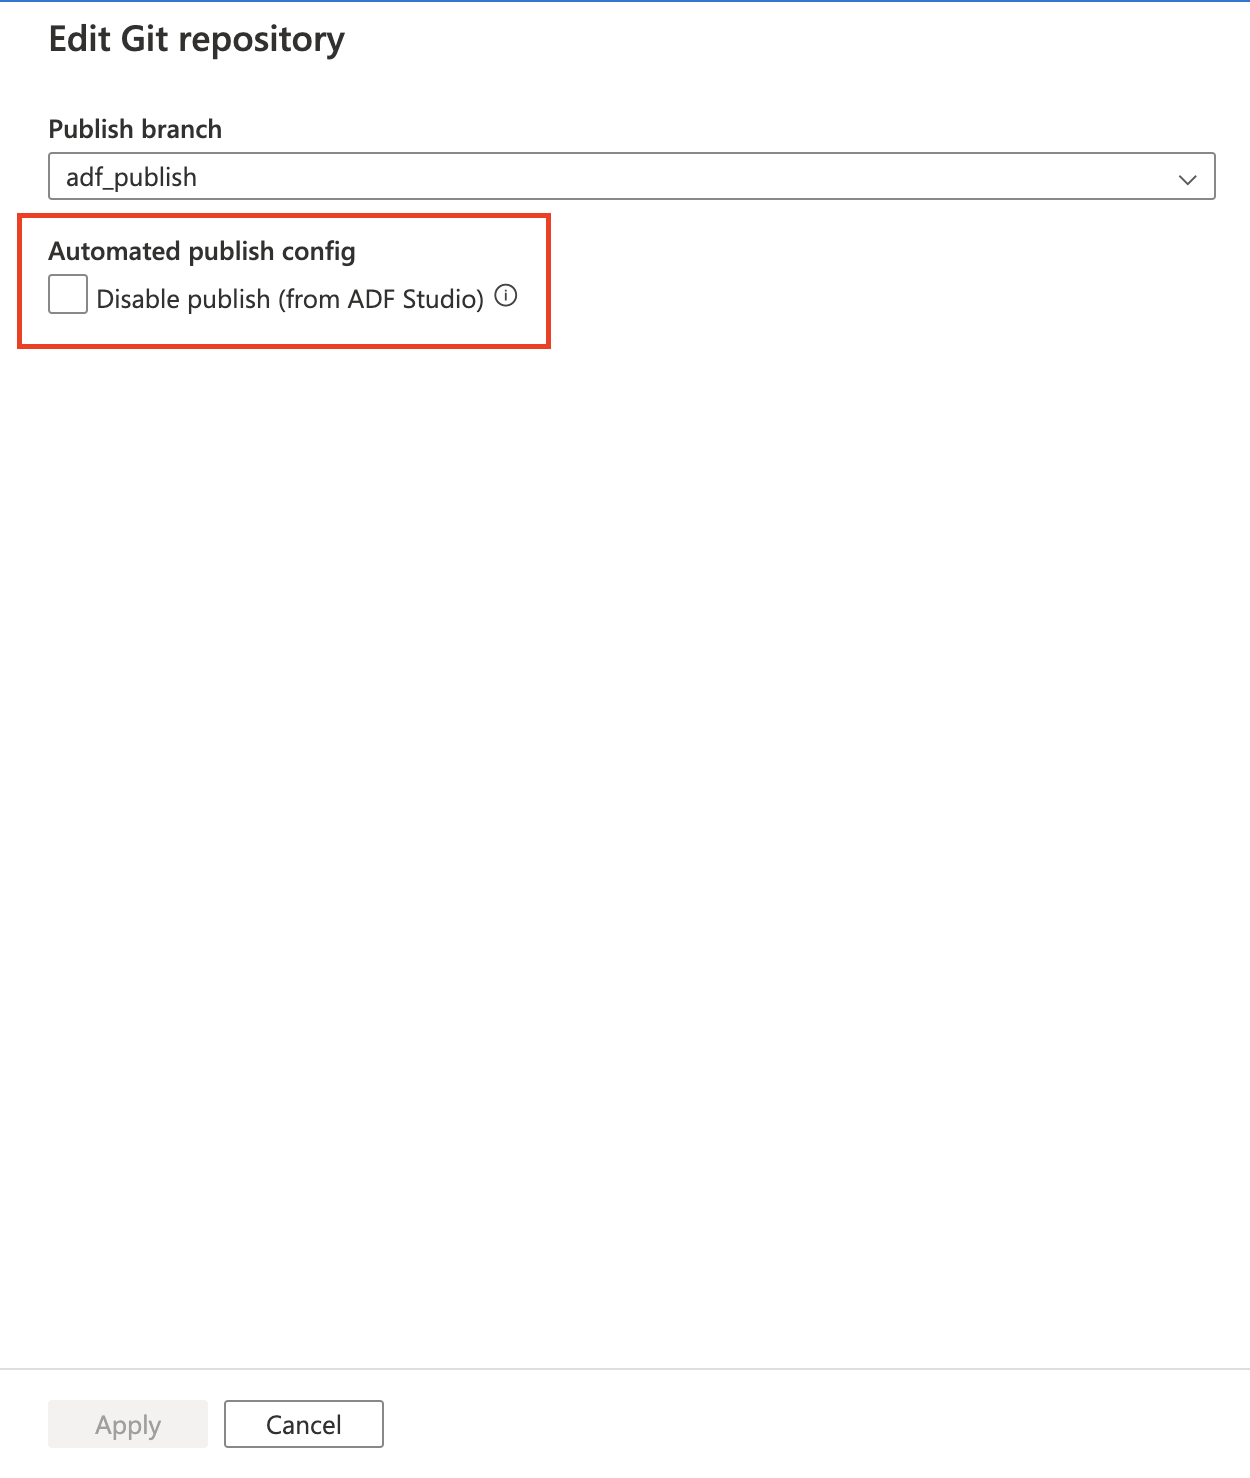 Edit Git repository
Publish branch
adf_publish
Automated publish config
Disable publish (from ADF Studio)
Apply
Cancel